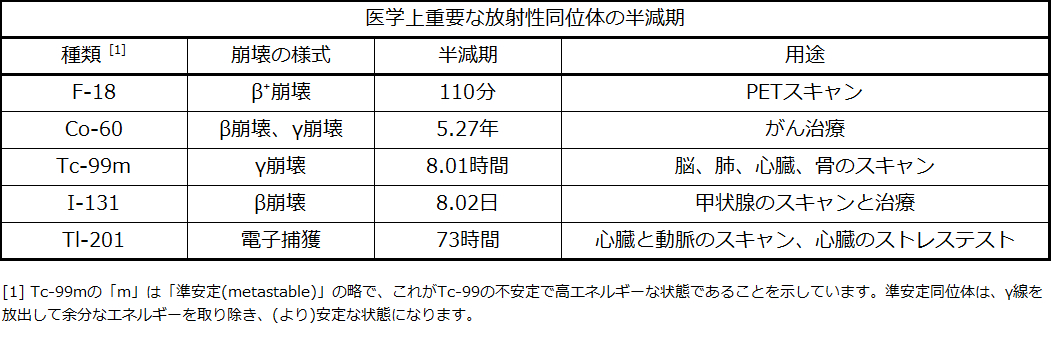 医学上重要な放射性同位体の半減期
種類 [1] 崩壊の様式 半減期 用途
F-18 β+崩壊 110分 PETスキャン
Co-60 β崩壊、γ崩壊 5.27年 がん治療
Tc-99m γ崩壊 8.01時間 脳、肺、心臓、骨のスキャン
I-131 β崩壊 8.02日 甲状腺のスキャンと治療
Tl-201 電子捕獲 73時間 心臓と動脈のスキャン、心臓のストレステスト
[1] Tc-99mの「m」は「準安定(metastable)」の略で、これがTc-99の不安定で高エネルギーな状態であることを示しています。準安定同位体は、γ線を
放出して余分なエネルギーを取り除き、(より)安定な状態になります。